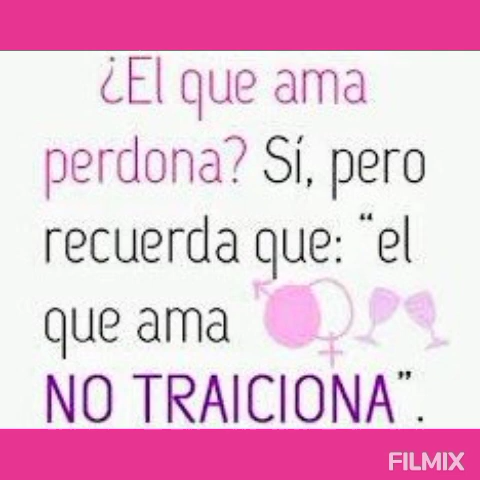 ¿El que ama
perdona? Sí, pero
recuerda que: "el
que ama
NO TRAICIONA".
FILMIX